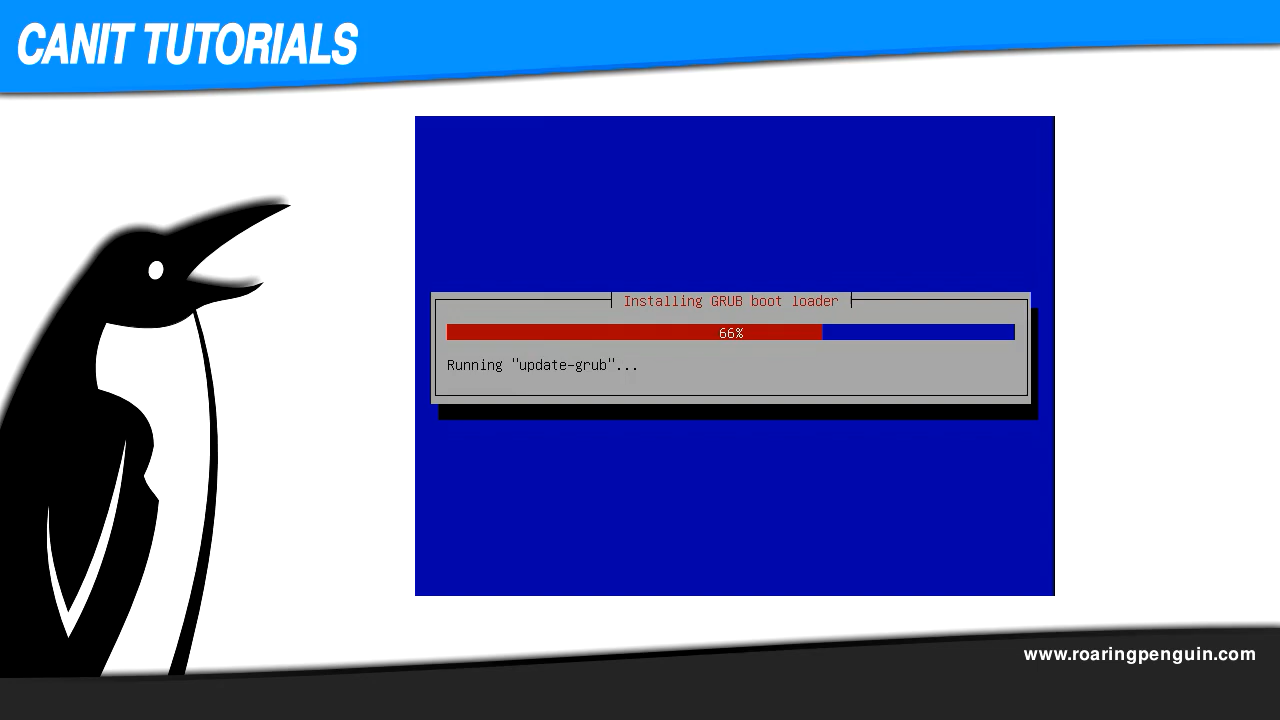 CANIT TUTORIALS
Installing GRUB boot loader
66%
Running "update-grub"...
www.roaringpenguin.com